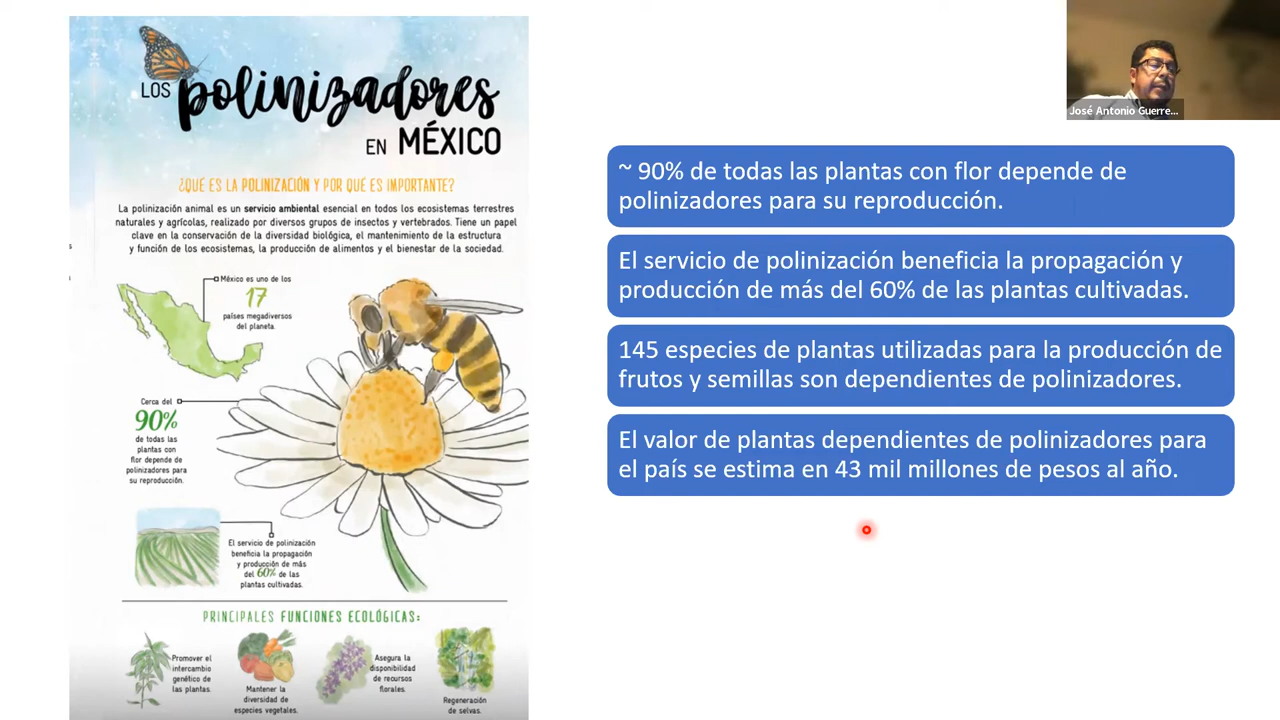 LOS polinizadores
EN MÉXICO
¿QUÉ ES LA POLINIZACIÓN Y POR QUÉ ES IMPORTANTE?
La polinización animal es un servicio ambiental esencial en todos los ecosistemas terrestres
naturales y agrícolas, realizado por diversos grupos de insectos y vertebrados. Tiene un papel
clave en la conservación de la diversidad biológica, el mantenimiento de la estructura
y función de los ecosistemas, la producción de alimentos y el bienestar de la sociedad.
México es uno de los
17
países megadiversos
del planeta.
Cerca del
90%
de todas las
plantas con
flor depende de
polinizadores para
su reproducción.
El servicio de polinización
beneficia la propagación
y producción de más
del 60% de las
plantas cultivadas.
PRINCIPALES FUNCIONES ECOLÓGICAS:
Promover el
intercambio
genético de
las plantas.
Mantener la
diversidad de
especies vegetales.
Asegura la
disponibilidad
de recursos
florales.
Regeneración
de selvas.
~ 90% de todas las plantas con flor depende de
polinizadores para su reproducción.
El servicio de polinización beneficia la propagación y
producción de más del 60% de las plantas cultivadas.
145 especies de plantas utilizadas para la producción de
frutos y semillas son dependientes de polinizadores.
El valor de plantas dependientes de polinizadores para
el país se estima en 43 mil millones de pesos al año.
José Antonio Guerre...